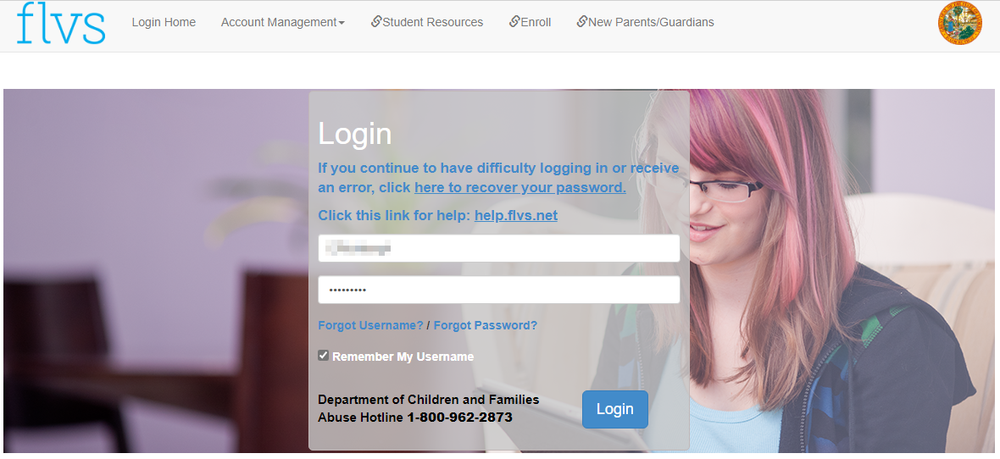 flvs
Login Home
Account Management
Student Resources
Enroll
New Parents/Guardians
Login
If you continue to have difficulty logging in or receive
an error, click here to recover your password.
Click this link for help: help.flvs.net
•••••••••
Forgot Username? / Forgot Password?
Remember My Username
Department of Children and Families
Abuse Hotline 1-800-962-2873
Login